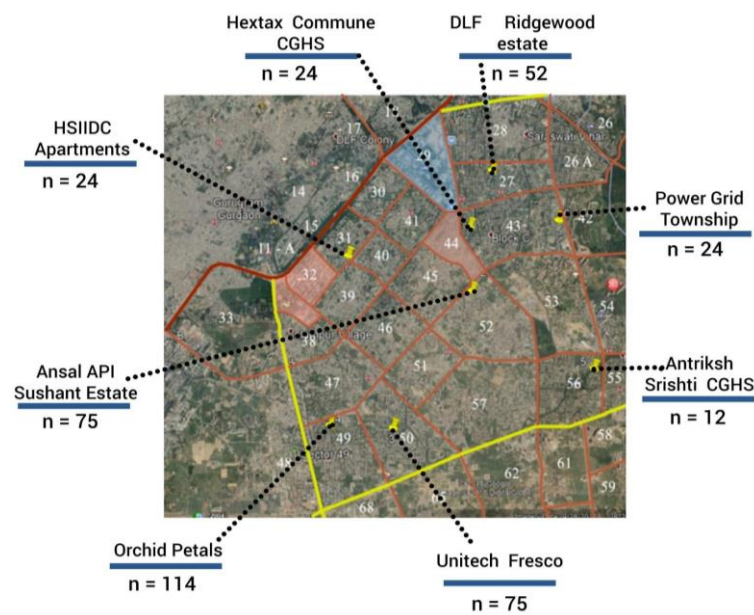 Hextax Commune
CGHS
n = 24
DLF Ridgewood
estate
n = 52
HSIIDC
Apartments
n = 24
Power Grid
Township
n = 24
Ansal API
Sushant Estate
n = 75
Antriksh
Srishti CGHS
n = 12
Orchid Petals
n = 114
Unitech Fresco
n = 75
17
DLF Colony
28
26
29
26 A
16
30
27
14
15
41
43
Block C
42
31
44
11 - A
40
32
45
39
53
54
33
46
52
38
51
47
56
55
57
49
50
58
48
62
61
59
68